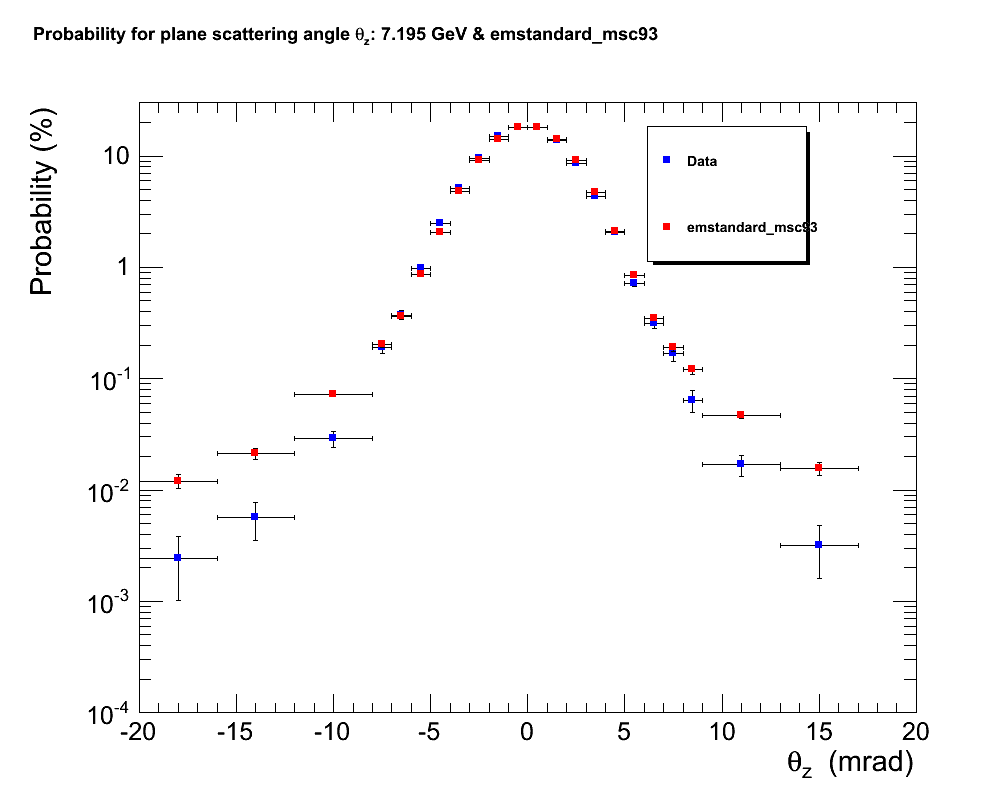 Probability for plane scattering angle θz: 7.195 GeV & emstandard_msc93
Probability (%)
Data
emstandard_msc93
10
1
10-1
10-2
10-3
10-4
-20 -15 -10 -5 0 5 10 15 20
θz (mrad)